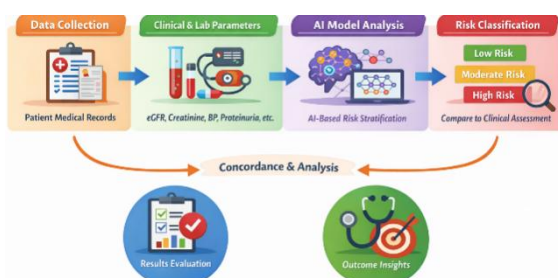 Data Collection
Clinical & Lab Parameters
AI Model Analysis
Risk Classification
Low Risk
Moderate Risk
High Risk
Patient Medical Records
eGFR, Creatinine, BP, Proteinuria, etc.
AI-Based Risk Stratification
Compare to Clinical Assessment
Concordance & Analysis
Results Evaluation
Outcome Insights